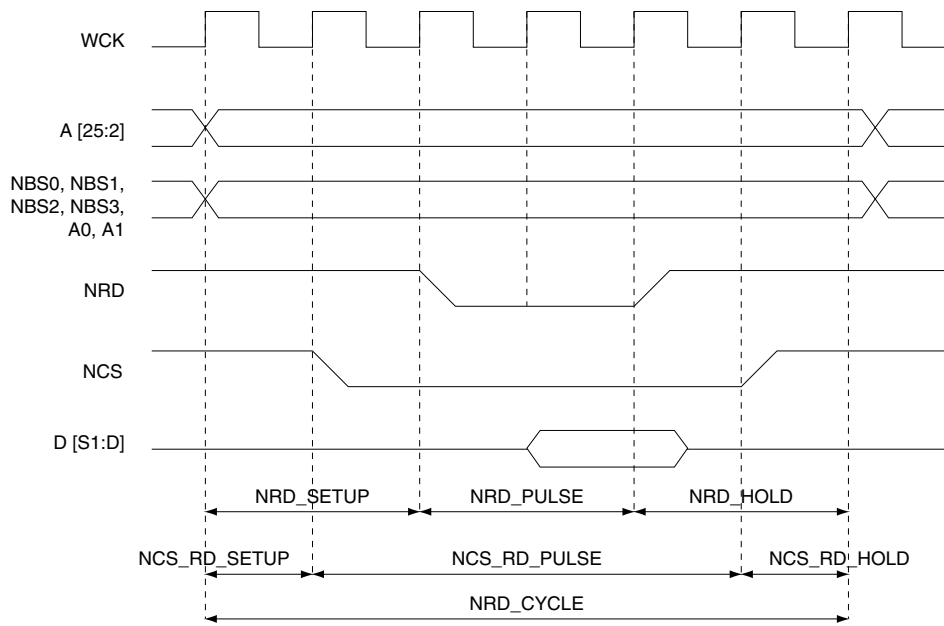 WCK
A [25:2]
NBS0, NBS1,
NBS2, NBS3,
A0, A1
NRD
NCS
D [S1:D]
NRD_SETUP NRD_PULSE NRD_HOLD
NCS_RD_SETUP NCS_RD_PULSE NCS_RD_HOLD
NRD_CYCLE